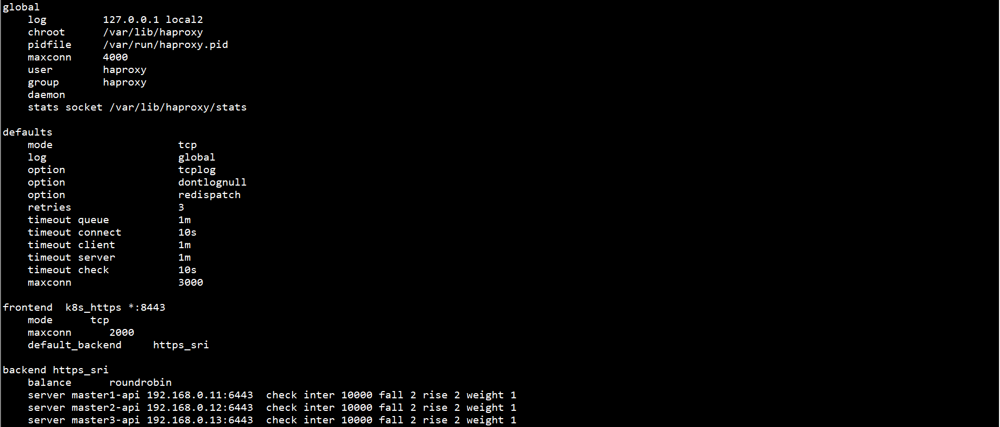 global
    log         127.0.0.1 local2
    chroot      /var/lib/haproxy
    pidfile     /var/run/haproxy.pid
    maxconn     4000
    user        haproxy
    group       haproxy
    daemon
    stats socket /var/lib/haproxy/stats

defaults
    mode                    tcp
    log                     global
    option                  tcplog
    option                  dontlognull
    option                  redispatch
    retries                 3
    timeout queue           1m
    timeout connect         10s
    timeout client          1m
    timeout server          1m
    timeout check           10s
    maxconn                 3000

frontend  k8s_https *:8443
    mode      tcp
    maxconn      2000
    default_backend     https_sri

backend https_sri
    balance      roundrobin
    server master1-api 192.168.0.11:6443  check inter 10000 fall 2 rise 2 weight 1
    server master2-api 192.168.0.12:6443  check inter 10000 fall 2 rise 2 weight 1
    server master3-api 192.168.0.13:6443  check inter 10000 fall 2 rise 2 weight 1